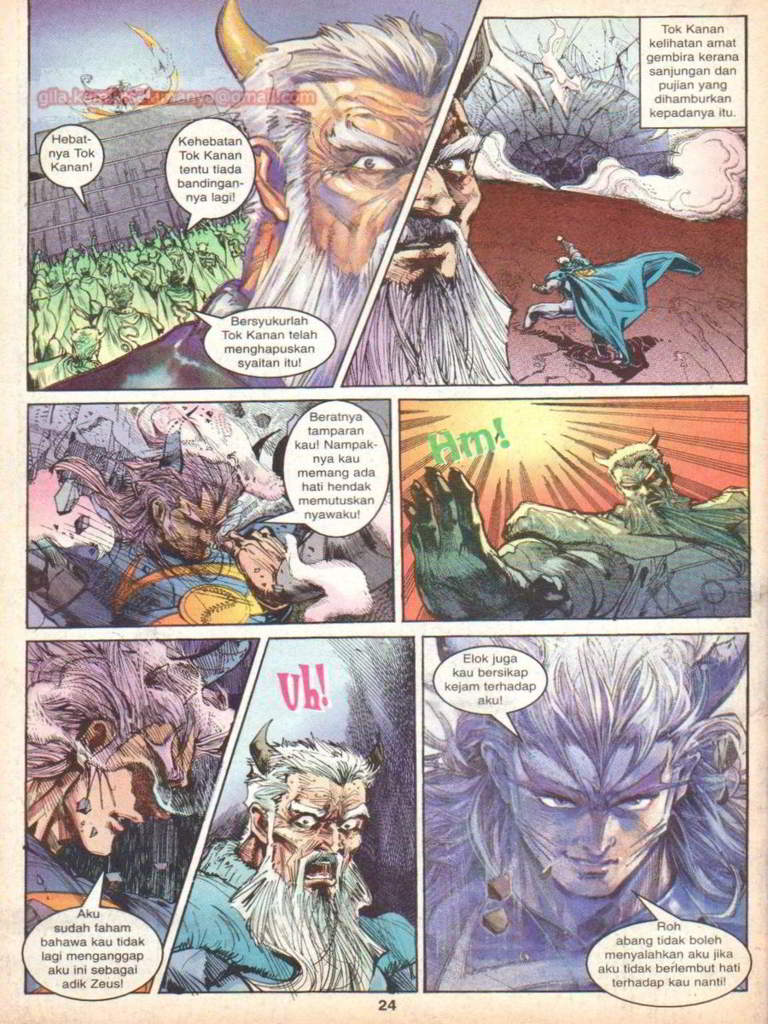 Hebat-
nya Tok
Kanan!
Kehebatan
Tok Kanan
tentu tiada
bandingan-
nya lagi!
Bersyukurlah
Tok Kanan telah
menghapuskan
syaitan itu!
Tok Kanan
kelihatan amat
gembira kerana
sanjungan dan
pujian yang
dihamburkan
kepadanya itu.
Beratnya
tamparan
kau! Nampak-
nya kau
memang ada
hati hendak
memutuskan
nyawaku!
Hm!
Aku
sudah faham
bahawa kau tidak
lagi menganggap
aku ini sebagai
adik Zeus!
Uh!
Elok juga
kau bersikap
kejam terhadap
aku!
Roh
abang tidak boleh
menyalahkan aku jika
aku tidak berlembut hati
terhadap kau nanti!
24